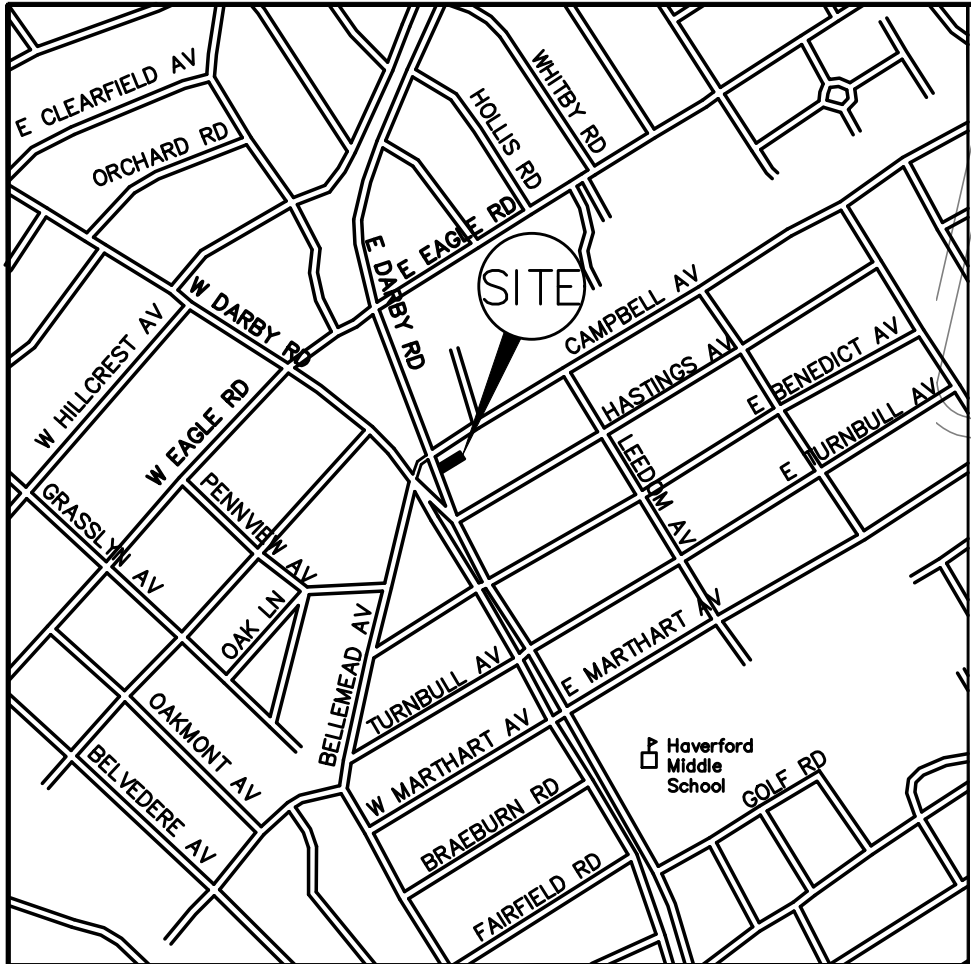 E CLEARFIELD AV
ORCHARD RD
WHITBY RD
HOLLIS RD
E EAGLE RD
E DARBY RD
SITE
W DARBY RD
W HILLCREST AV
W EAGLE RD
CAMPBELL AV
HASTINGS AV
E BENEDICT AV
E TURNBULL AV
LEEDOM AV
GRASSLYN AV
PENNVIEW AV
OAK LN
BELLEMEAD AV
E MARTHART AV
TURNBULL AV
W MARTHART AV
OAKMONT AV
BELVEDERE AV
BRAEBURN RD
FAIRFIELD RD
Haverford
Middle
School
GOLF RD